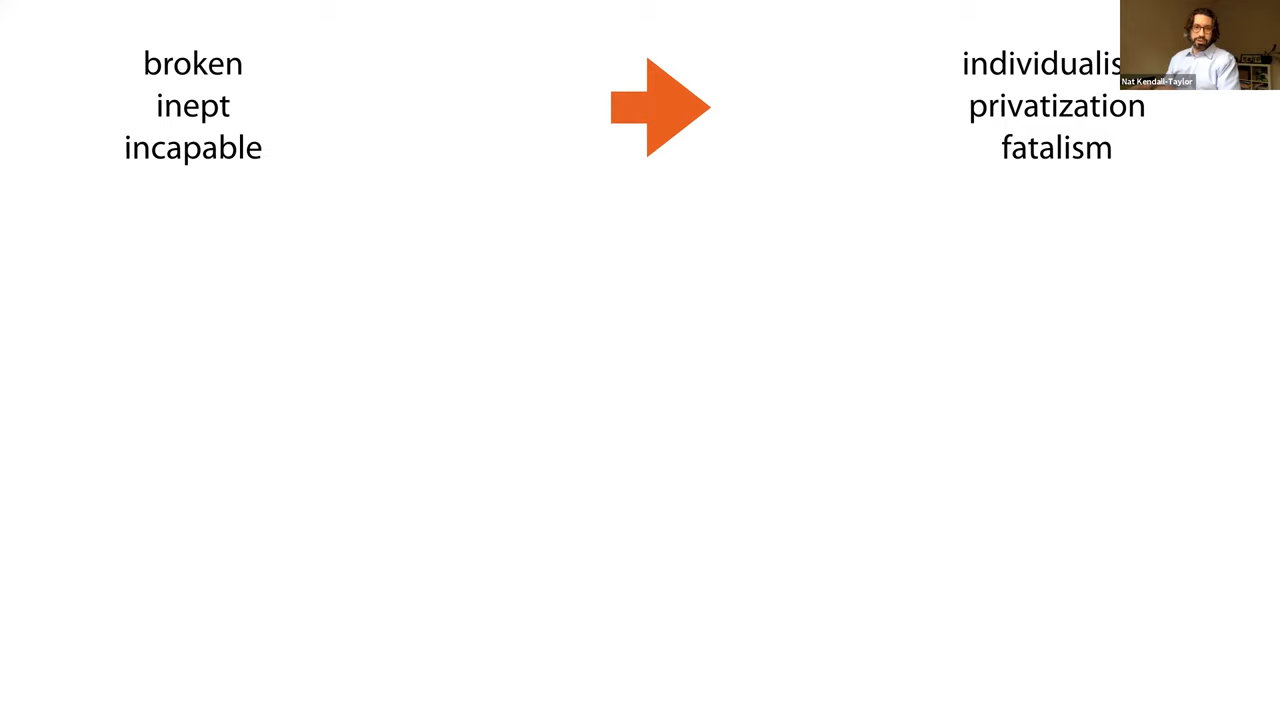 broken
inept
incapable
individualis
privatization
fatalism
Nat Kendall-Taylor